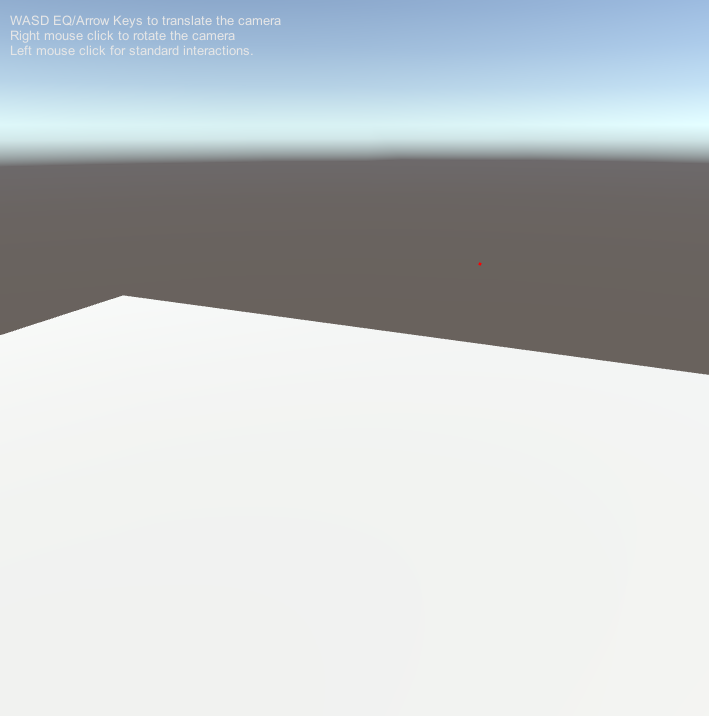 WASD EQ/Arrow Keys to translate the camera
Right mouse click to rotate the camera
Left mouse click for standard interactions.